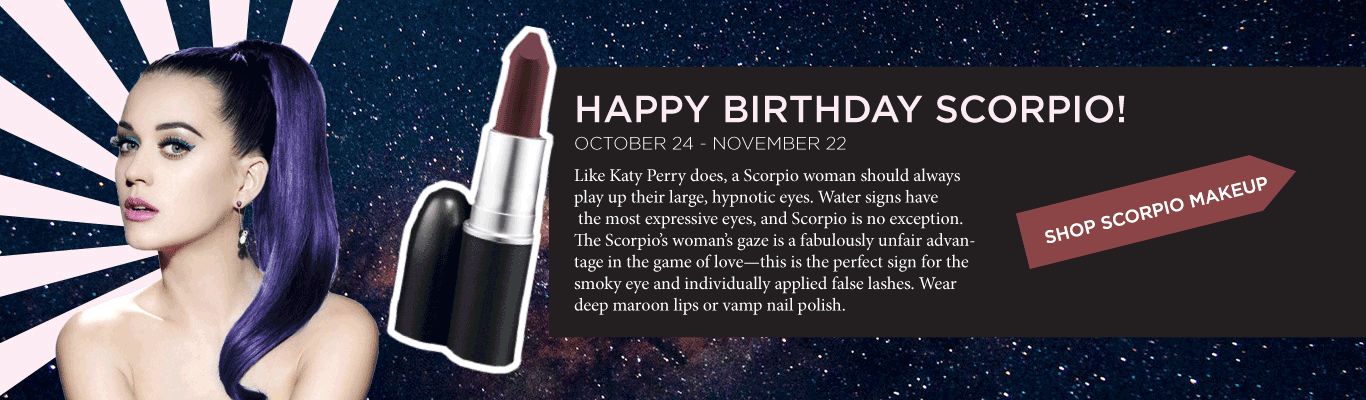 HAPPY BIRTHDAY SCORPIO!
OCTOBER 24 - NOVEMBER 22
Like Katy Perry does, a Scorpio woman should always
play up their large, hypnotic eyes. Water signs have
the most expressive eyes, and Scorpio is no exception.
The Scorpio's woman's gaze is a fabulously unfair advan-
tage in the game of love—this is the perfect sign for the
smoky eye and individually applied false lashes. Wear
deep maroon lips or vamp nail polish.
SHOP SCORPIO MAKEUP